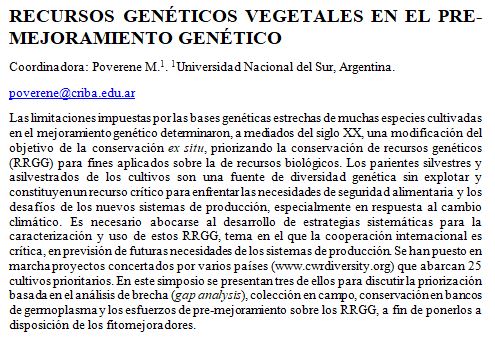 RECURSOS GENÉTICOS VEGETALES EN EL PRE-
MEJORAMIENTO GENÉTICO
Coordinadora: Poverene M.1. 1Universidad Nacional del Sur, Argentina.
poverene@criba.edu.ar
Las limitaciones impuestas por las bases genéticas estrechas de muchas especies cultivadas
en el mejoramiento genético determinaron, a mediados del siglo XX, una modificación del
objetivo de la conservación ex situ, priorizando la conservación de recursos genéticos
(RRGG) para fines aplicados sobre la de recursos biológicos. Los parientes silvestres y
asilvestrados de los cultivos son una fuente de diversidad genética sin explotar y
constituyen un recurso crítico para enfrentar las necesidades de seguridad alimentaria y los
desafíos de los nuevos sistemas de producción, especialmente en respuesta al cambio
climático. Es necesario abocarse al desarrollo de estrategias sistemáticas para la
caracterización y uso de estos RRGG, tema en el que la cooperación internacional es
crítica, en previsión de futuras necesidades de los sistemas de producción. Se han puesto en
marcha proyectos concertados por varios países (www.cwrdiversity.org) que abarcan 25
cultivos prioritarios. En este simposio se presentan tres de ellos para discutir la priorización
basada en el análisis de brecha (gap analysis), colección en campo, conservación en bancos
de germoplasma y los esfuerzos de pre-mejoramiento sobre los RRGG, a fin de ponerlos a
disposición de los fitomejoradores.